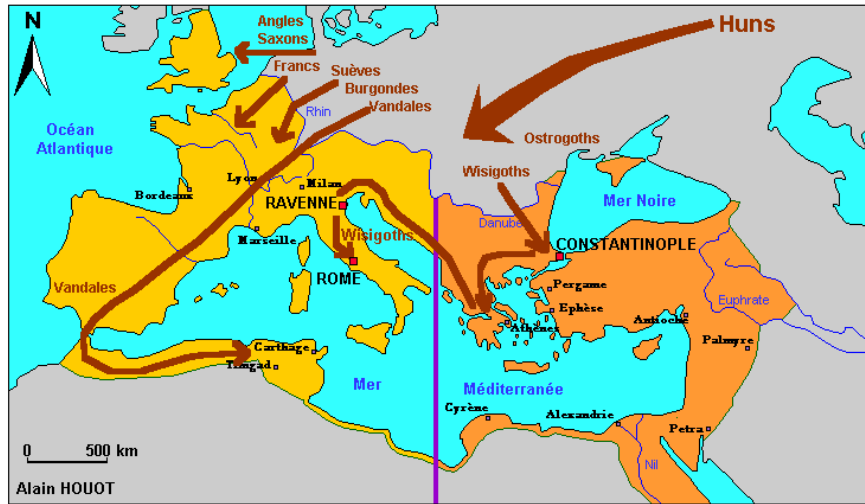 N
Angles
Saxons
Huns
Francs
Suèves
Burgondes
Vandales
Rhin
Océan
Atlantique
Ostrogoths
Wisigoths
Lyon
Milan
Bordeaux
RAVENNE
Mer Noire
Danube
Marseille
Wisigoths
CONSTANTINOPLE
ROME
Vandales
Pergame
Ephèse
Euphrate
Antioche
Athènes
Carthage
Timgad
Palmyre
Mer
Méditerranée
Cyrène
Alexandrie
Petra
0 500 km
Nil
Alain HOUOT